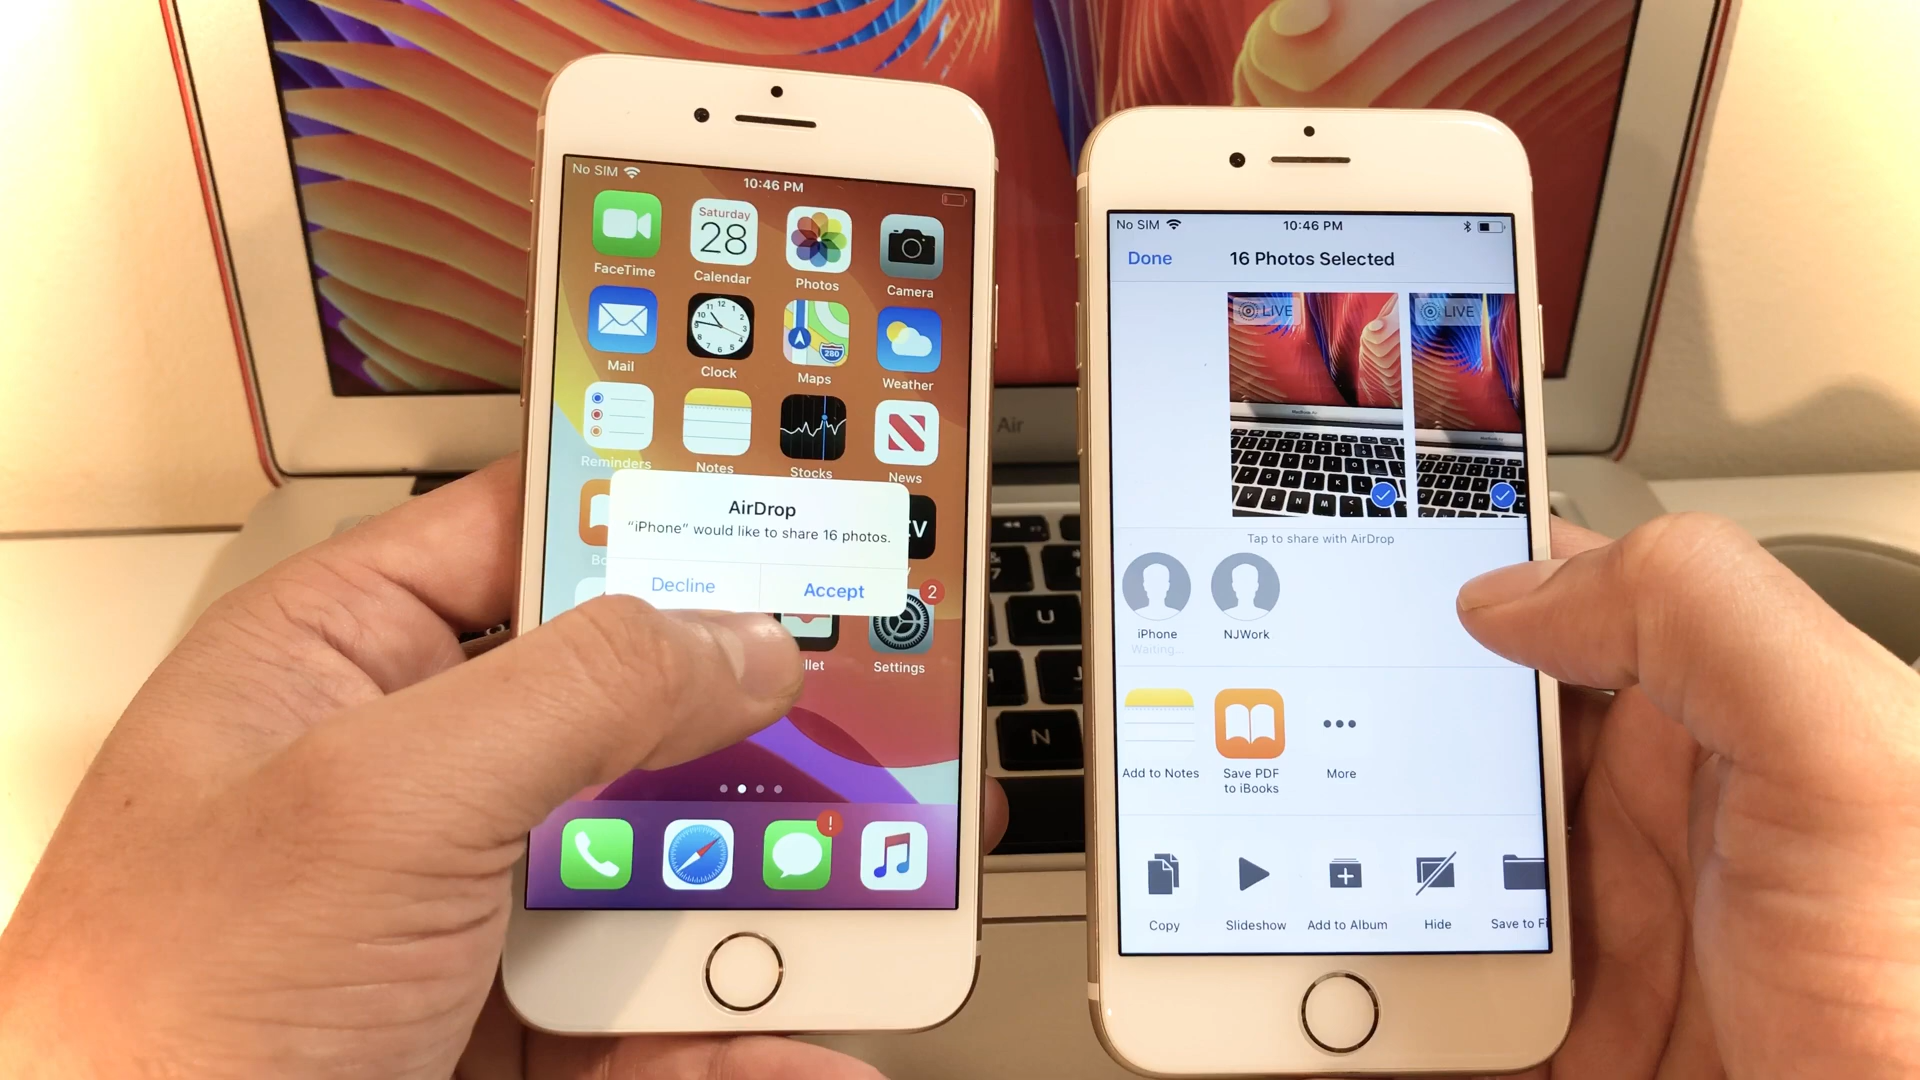 No SIM
10:46 PM
Saturday
28
FaceTime
Calendar
Photos
Camera
280
Mail
Clock
Maps
Weather
Reminders
Notes
Stocks
News
AirDrop
“iPhone” would like to share 16 photos.
Decline
Accept
2
Settings
!
Air
U
J
N
No SIM
10:46 PM
Done
16 Photos Selected
LIVE
LIVE
Tap to share with AirDrop
iPhone
Waiting...
NJWork
Add to Notes
Save PDF
to iBooks
More
Copy
Slideshow
Add to Album
Hide
Save to Fi